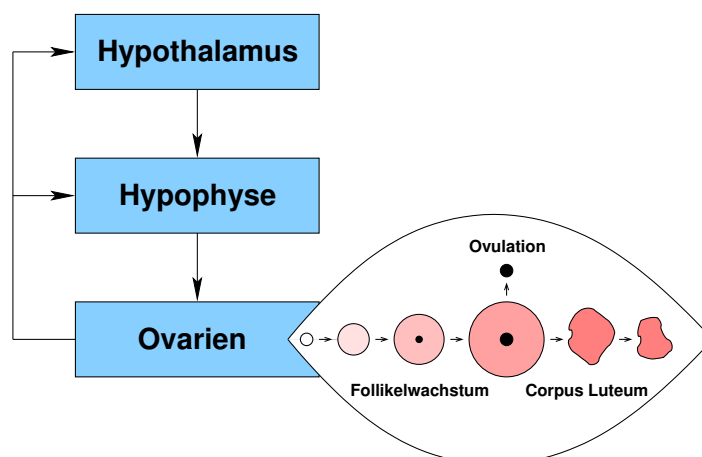 Hypothalamus
Hypophyse
Ovulation
Ovarien
Follikelwachstum
Corpus Luteum